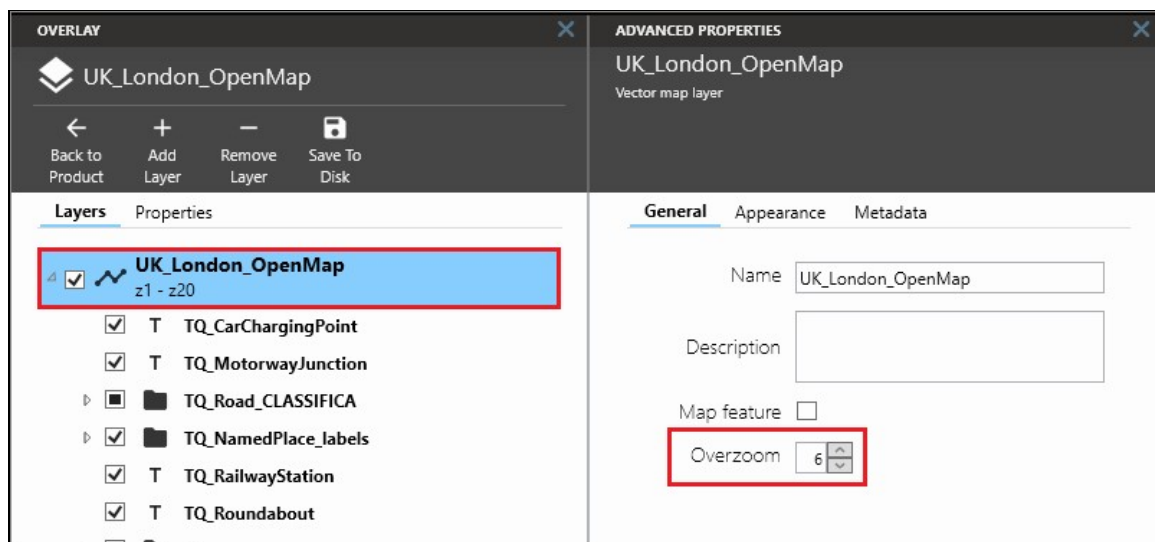 OVERLAY
UK_London_OpenMap
Back to Product
Add Layer
Remove Layer
Save To Disk
Layers Properties
UK_London_OpenMap
z1 - z20
T TQ_CarChargingPoint
T TQ_MotorwayJunction
TQ_Road_CLASSIFICA
TQ_NamedPlace_labels
T TQ_RailwayStation
T TQ_Roundabout
ADVANCED PROPERTIES
UK_London_OpenMap
Vector map layer
General Appearance Metadata
Name UK_London_OpenMap
Description
Map feature
Overzoom 6